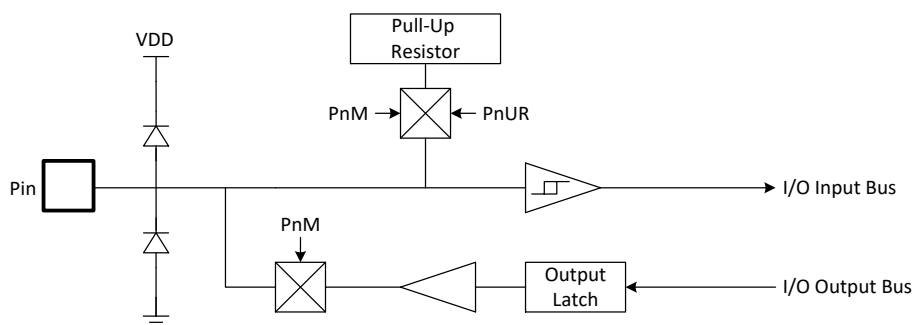 Pull-Up
Resistor
VDD
PnM
PnUR
Pin
I/O Input Bus
PnM
Output
Latch
I/O Output Bus